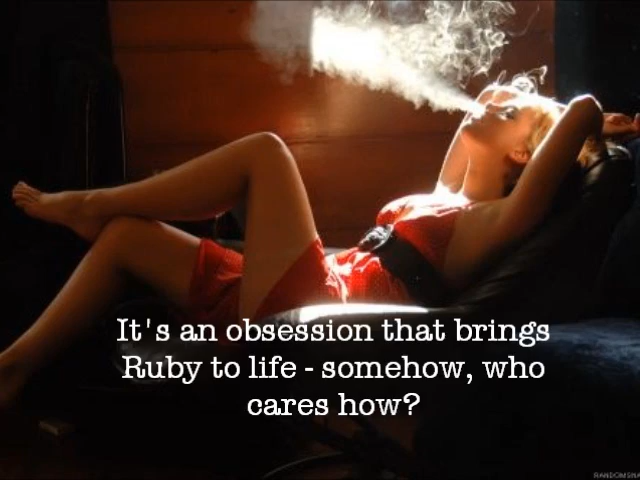 It's an obsession that brings
Ruby to life - somehow, who
cares how?